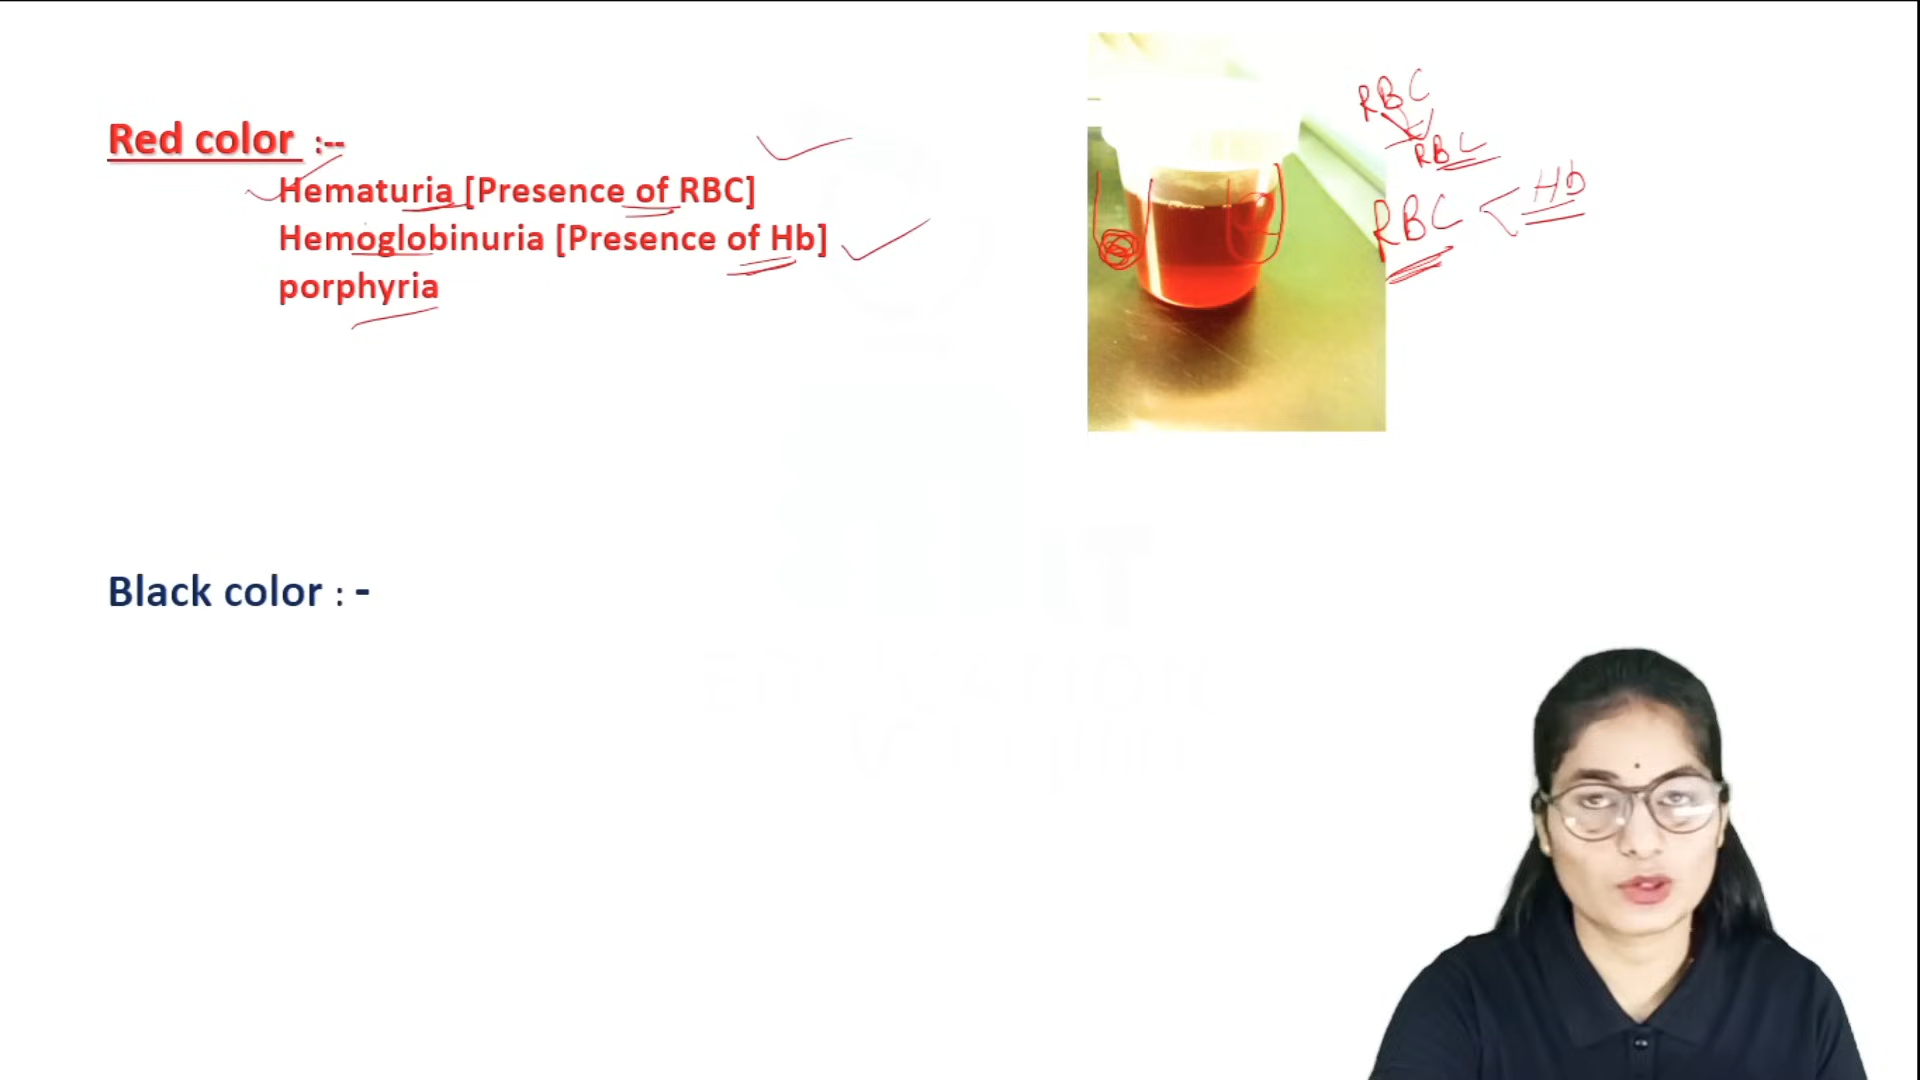 Red color :--
Hematuria [Presence of RBC]
Hemoglobinuria [Presence of Hb]
porphyria
RBC
RBC
RBC < Hb
Black color : -